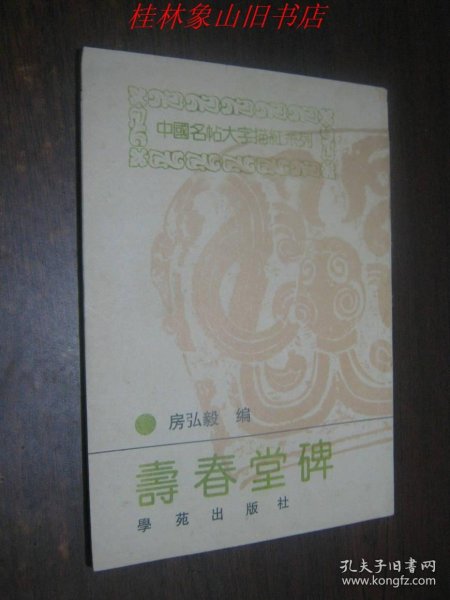 桂林象山旧书店
中國名帖大字描紅系列
房弘毅 编
壽春堂碑
學苑出版社
孔夫子旧书网
www.kongfz.com